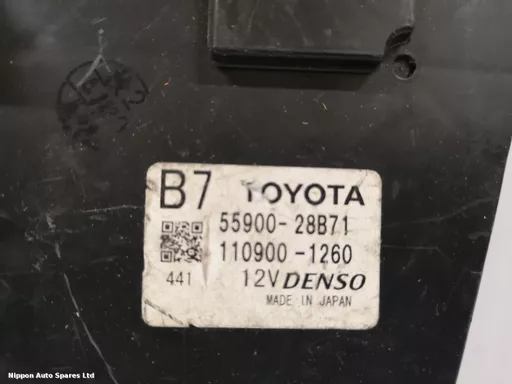 B7 TOYOTA
55900-28B71
110900-1260
441 12V DENSO
MADE IN JAPAN
Nippon Auto Spares Ltd